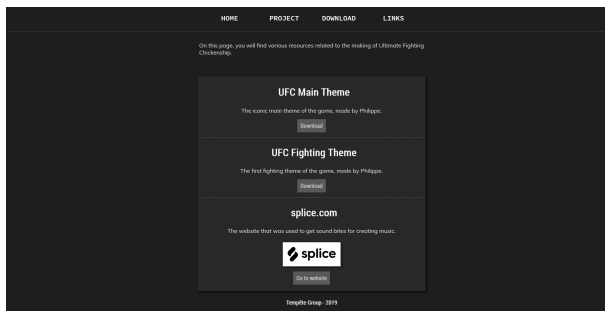 HOME PROJECT DOWNLOAD LINKS
On this page, you will find various resources related to the making of Ultimate Fighting
Chickenship.
UFC Main Theme
The iconic main theme of the game, made by Philippe.
Download
UFC Fighting Theme
The first fighting theme of the game, made by Philippe.
Download
splice.com
The website that was used to get sound bites for creating music.
splice
Go to website
Tempête Group - 2019